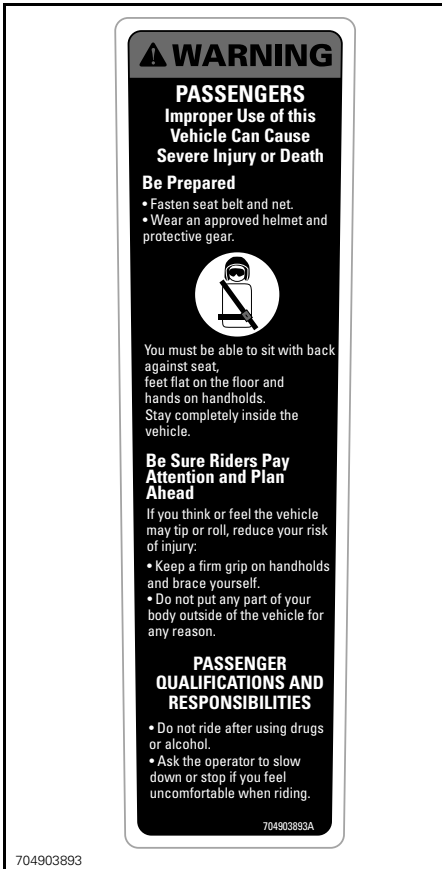 WARNING
PASSENGERS
Improper Use of this
Vehicle Can Cause
Severe Injury or Death
Be Prepared
• Fasten seat belt and net.
• Wear an approved helmet and
protective gear.
You must be able to sit with back
against seat,
feet flat on the floor and
hands on handholds.
Stay completely inside the
vehicle.
Be Sure Riders Pay
Attention and Plan
Ahead
If you think or feel the vehicle
may tip or roll, reduce your risk
of injury:
• Keep a firm grip on handholds
and brace yourself.
• Do not put any part of your
body outside of the vehicle for
any reason.
PASSENGER
QUALIFICATIONS AND
RESPONSIBILITIES
• Do not ride after using drugs
or alcohol.
• Ask the operator to slow
down or stop if you feel
uncomfortable when riding.
704903893A
704903893